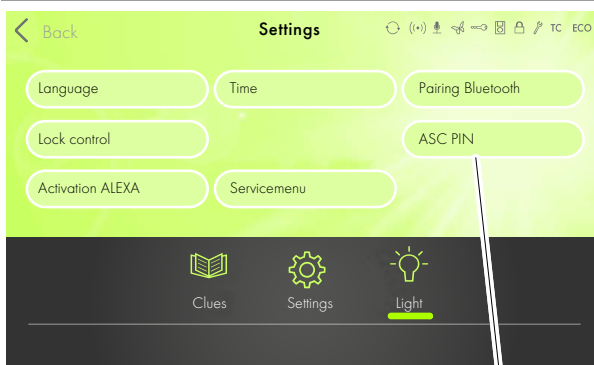 Back Settings TC ECO
Language Time Pairing Bluetooth
Lock control ASC PIN
Activation ALEXA Servicemenu
Clues Settings Light